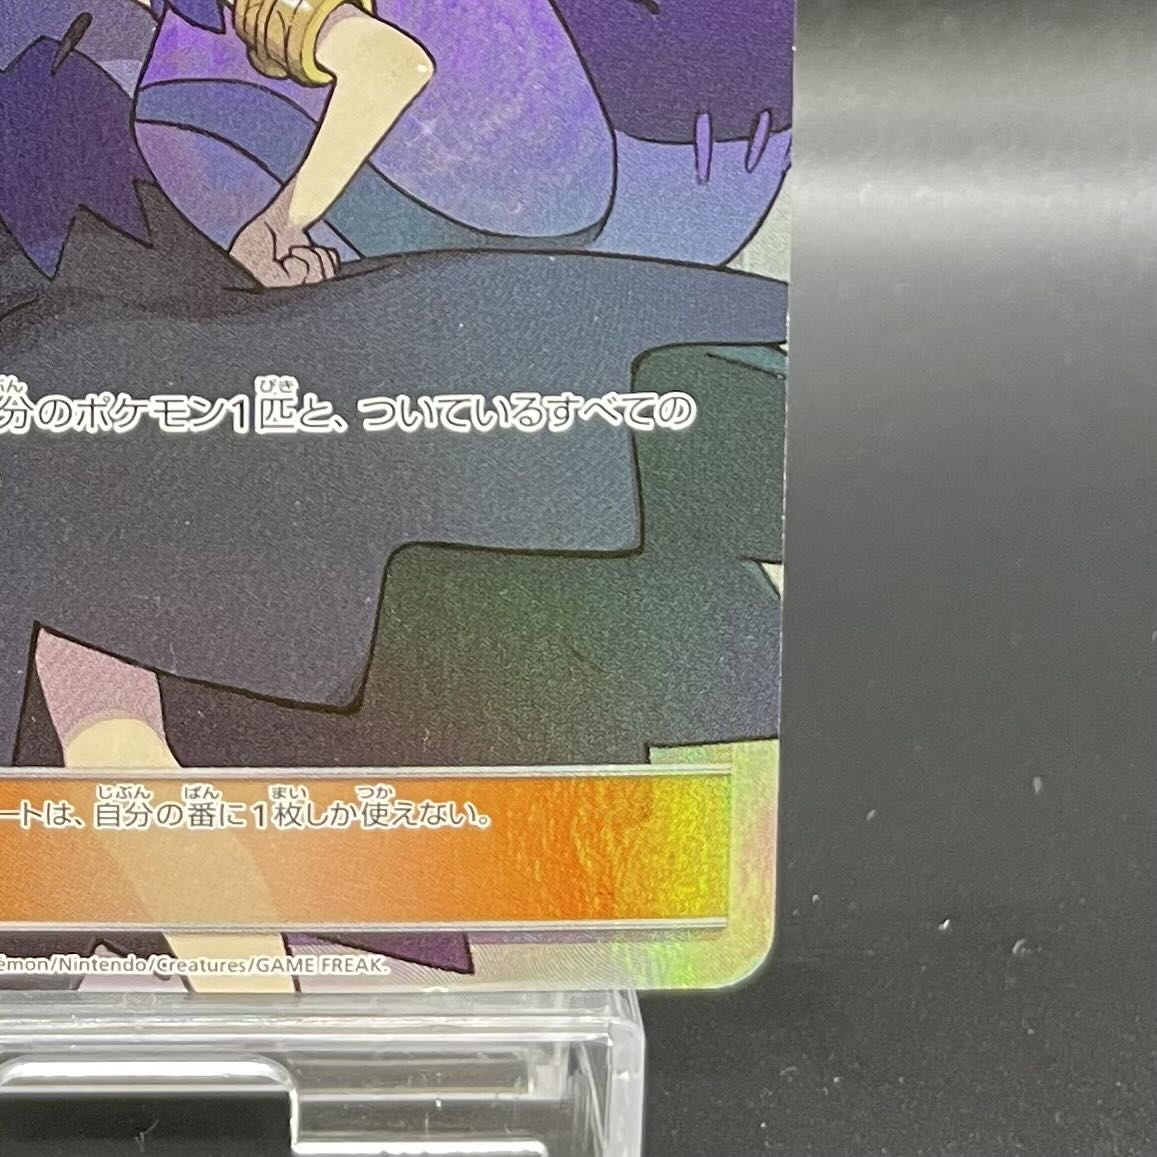 分のポケモン1匹と、ついているすべての
ートは、自分の番に1枚しか使えない。
émon/Nintendo/Creatures/GAME FREAK.